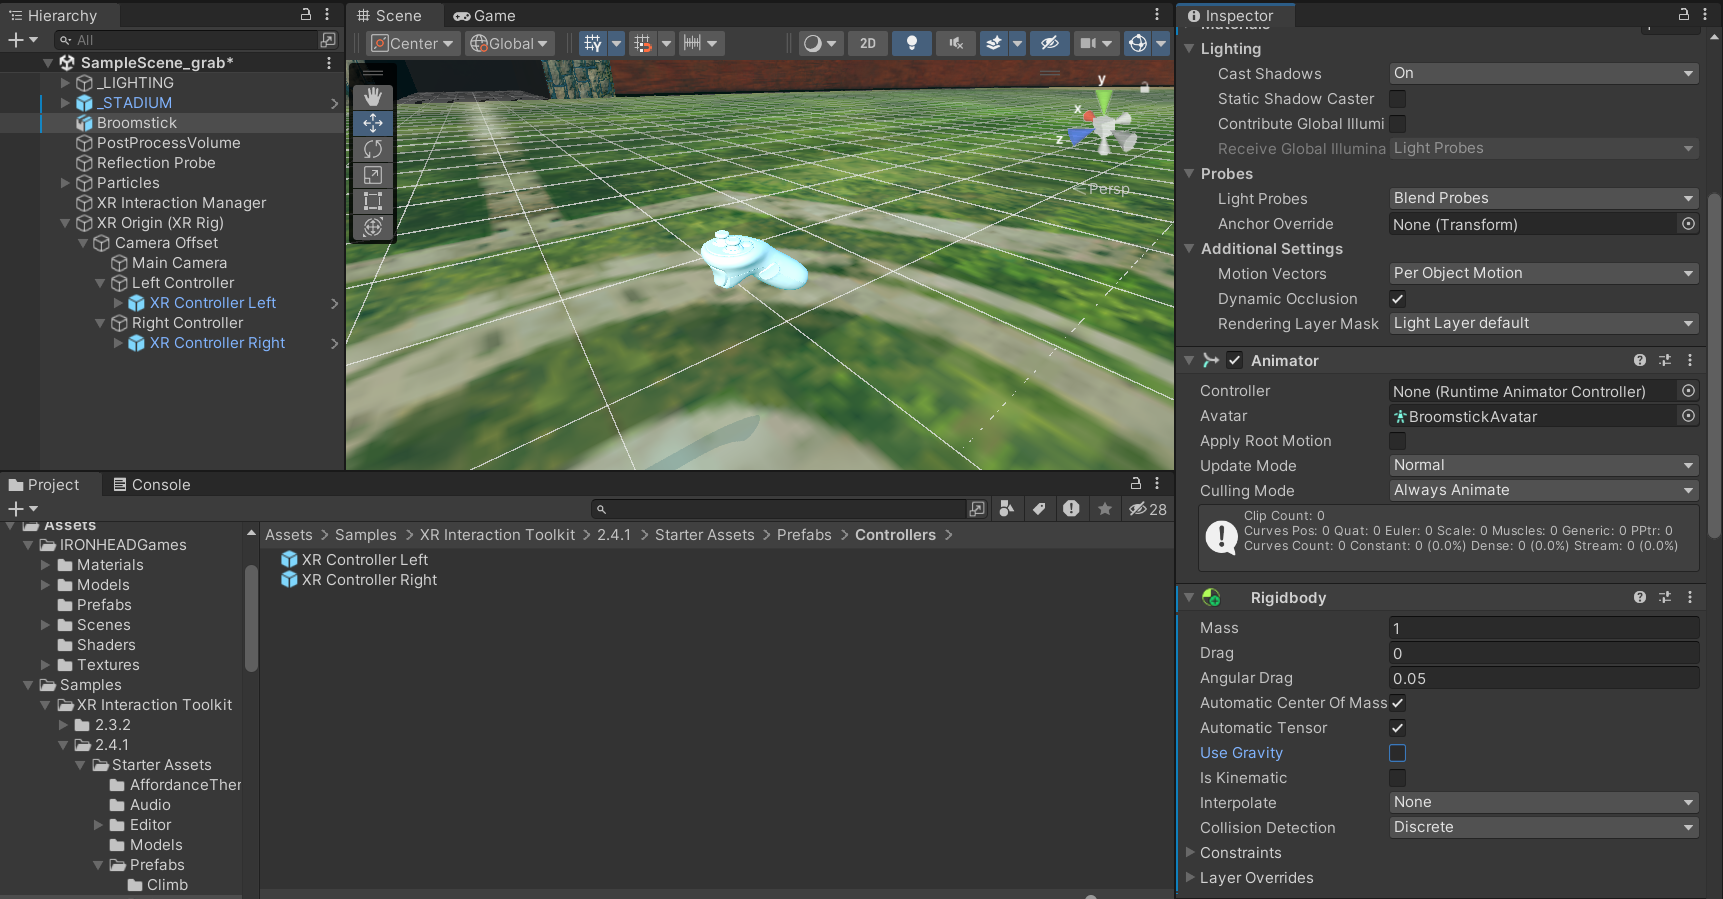 Hierarchy
All
SampleScene_grab*
_LIGHTING
_STADIUM
Broomstick
PostProcessVolume
Reflection Probe
Particles
XR Interaction Manager
XR Origin (XR Rig)
Camera Offset
Main Camera
Left Controller
XR Controller Left
Right Controller
XR Controller Right
Scene
Game
Center
Global
2D
y
x
z
Persp
Project
Console
28
Assets
IRONHEADGames
Materials
Models
Prefabs
Scenes
Shaders
Textures
Samples
XR Interaction Toolkit
2.3.2
2.4.1
Starter Assets
AffordanceTher
Audio
Editor
Models
Prefabs
Climb
Assets > Samples > XR Interaction Toolkit > 2.4.1 > Starter Assets > Prefabs > Controllers >
XR Controller Left
XR Controller Right
Inspector
Materials
Lighting
Cast Shadows On
Static Shadow Caster
Contribute Global Illumi
Receive Global Illumina Light Probes
Probes
Light Probes Blend Probes
Anchor Override None (Transform)
Additional Settings
Motion Vectors Per Object Motion
Dynamic Occlusion
Rendering Layer Mask Light Layer default
Animator
Controller None (Runtime Animator Controller)
Avatar BroomstickAvatar
Apply Root Motion
Update Mode Normal
Culling Mode Always Animate
Clip Count: 0
Curves Pos: 0 Quat: 0 Euler: 0 Scale: 0 Muscles: 0 Generic: 0 PPtr: 0
Curves Count: 0 Constant: 0 (0.0%) Dense: 0 (0.0%) Stream: 0 (0.0%)
Rigidbody
Mass 1
Drag 0
Angular Drag 0.05
Automatic Center Of Mass
Automatic Tensor
Use Gravity
Is Kinematic
Interpolate None
Collision Detection Discrete
Constraints
Layer Overrides